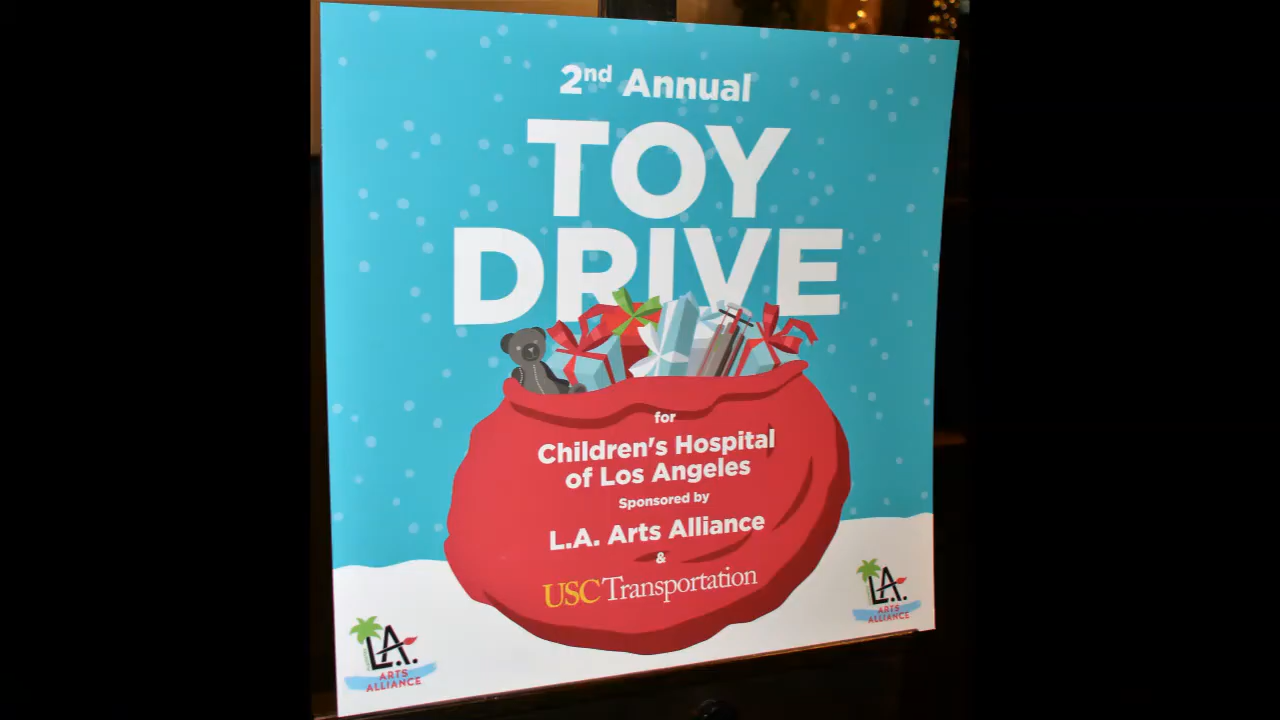 2nd Annual
TOY
DRIVE
for
Children's Hospital
of Los Angeles
Sponsored by
L.A. Arts Alliance
&
USC Transportation
L.A.
ARTS
ALLIANCE
L.A.
ARTS
ALLIANCE